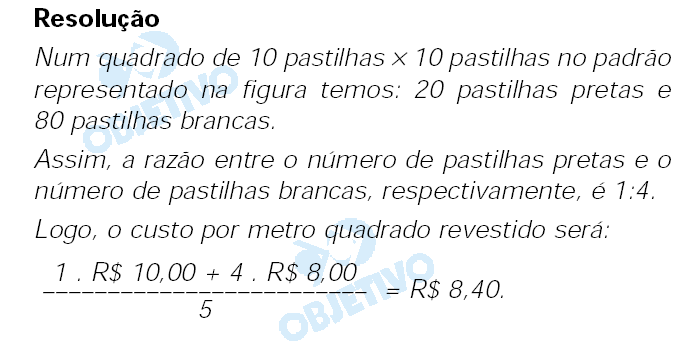 Resolução
Num quadrado de 10 pastilhas × 10 pastilhas no padrão
representado na figura temos: 20 pastilhas pretas e
80 pastilhas brancas.
Assim, a razão entre o número de pastilhas pretas e o
número de pastilhas brancas, respectivamente, é 1:4.
Logo, o custo por metro quadrado revestido será:
1 . R$ 10,00 + 4 . R$ 8,00
––––––––––––––––––––––––– = R$ 8,40.
5
OBJETIVO
OBJETIVO